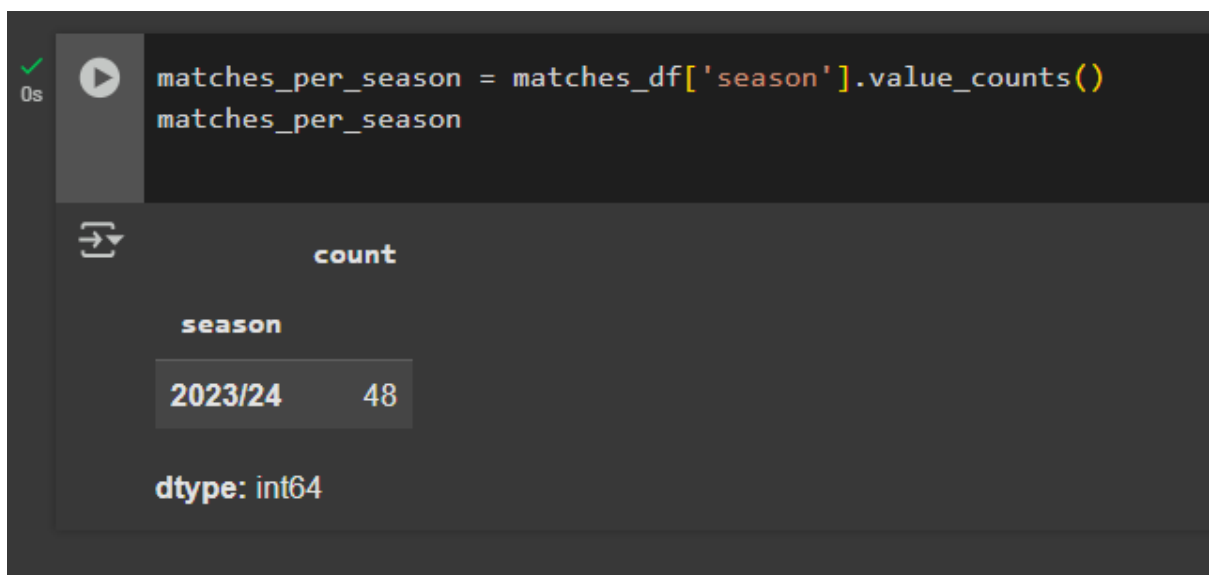 matches_per_season = matches_df['season'].value_counts()
0s
matches_per_season
count
season
2023/24 48
dtype: int64